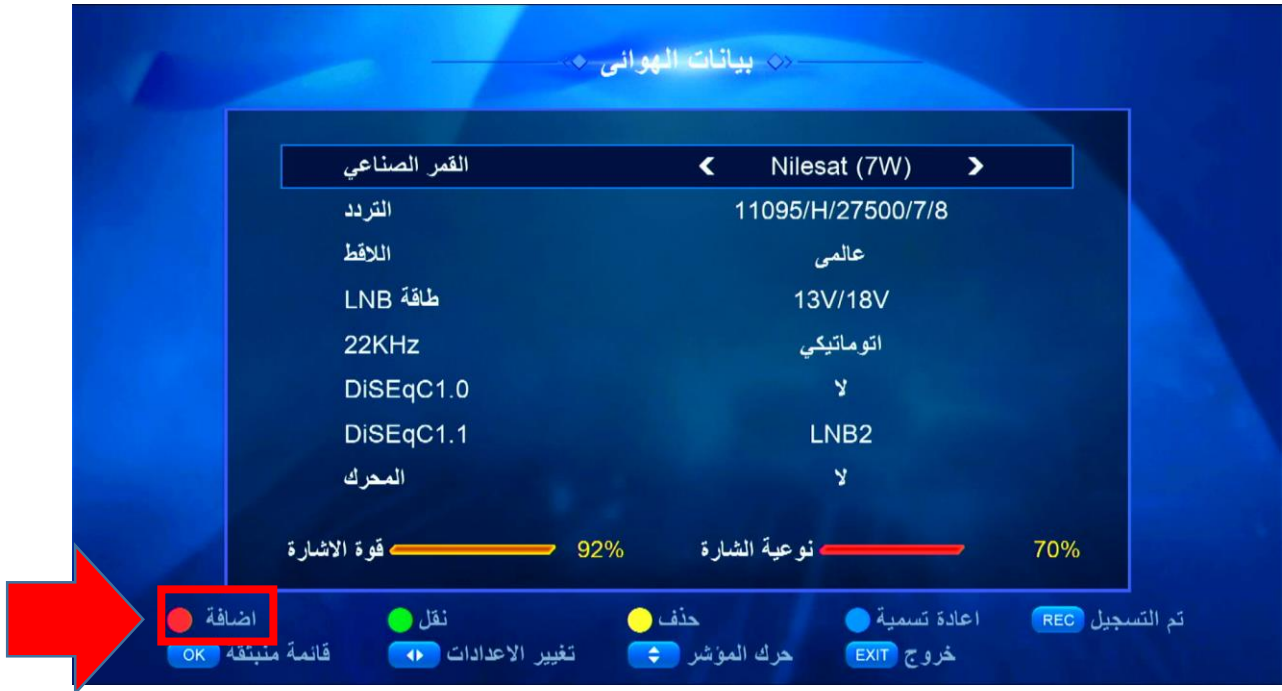 بيانات الهوائى
القمر الصناعي Nilesat (7W)
التردد 11095/H/27500/7/8
اللاقط عالمى
طاقة LNB 13V/18V
22KHz اتوماتيكي
DiSEqC1.0 لا
DiSEqC1.1 LNB2
المحرك لا
قوة الاشارة 92% نوعية الشارة 70%
اضافة نقل حذف اعادة تسمية REC تم التسجيل
OK قائمة منبثقه تغيير الاعدادات حرك المؤشر EXIT خروج